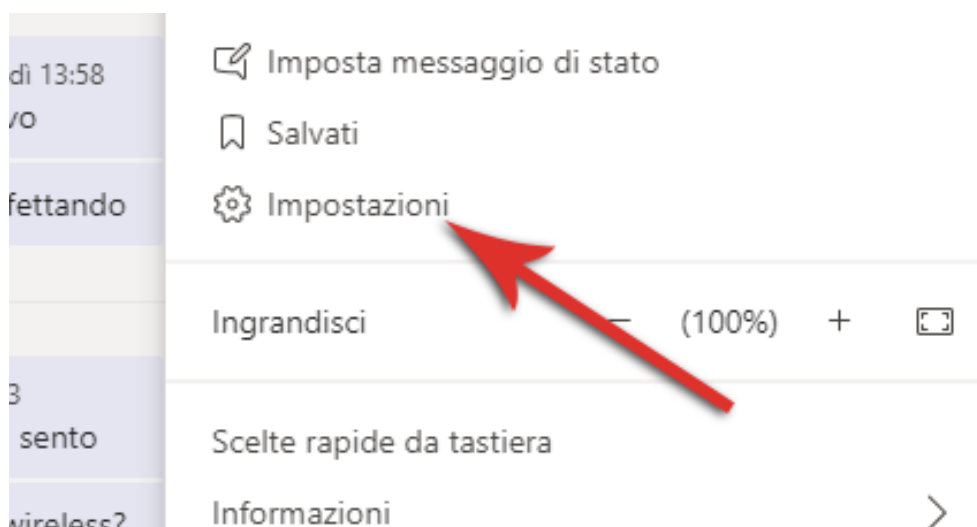 Imposta messaggio di stato
Salvati
Impostazioni
Ingrandisci — (100%) +
Scelte rapide da tastiera
Informazioni
dì 13:58
vo
fettando
3
sento
wireless?